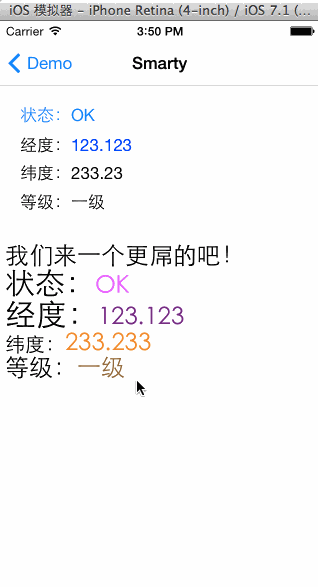 iOS 模拟器 - iPhone Retina (4-inch) / iOS 7.1 (1...
Carrier 3:50 PM
Demo Smarty
状态：OK
经度：123.123
纬度：233.23
等级：一级
我们来一个更屌的吧！
状态：OK
经度：123.123
纬度：233.233
等级：一级